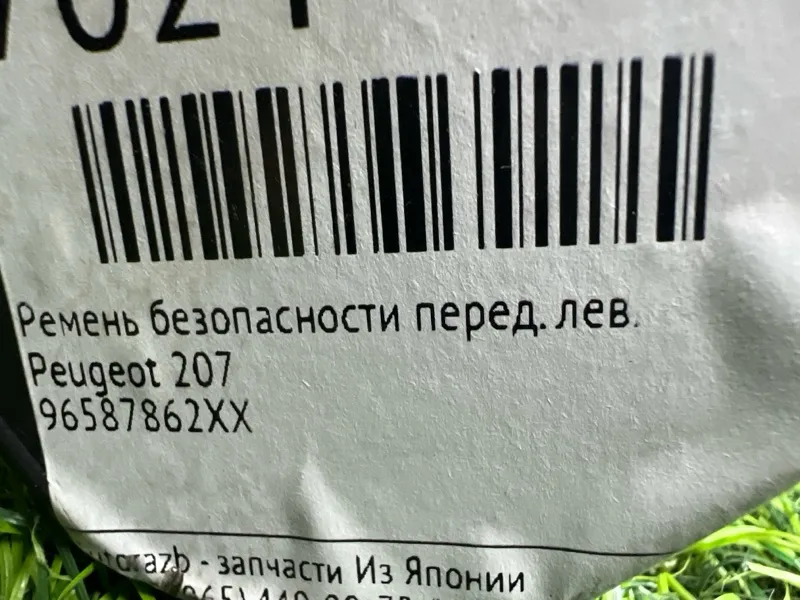 Ремень безопасности перед. лев.
Peugeot 207
96587862XX
- запчасти Из Японии